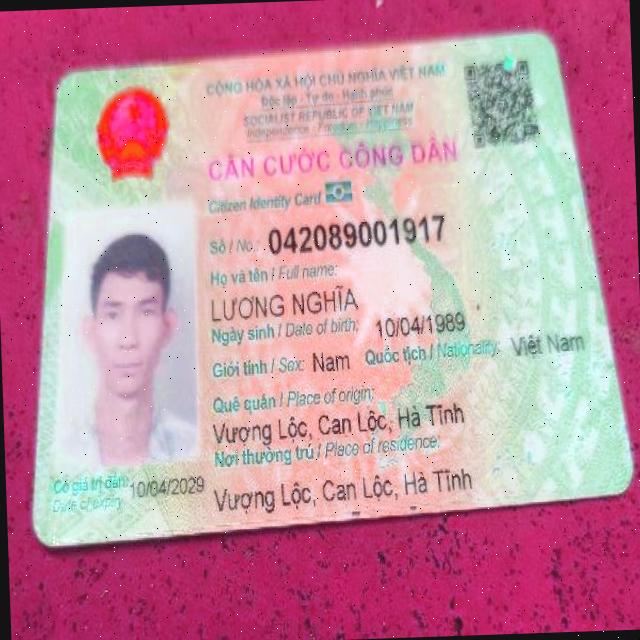 CỘNG HÒA XÃ HỘI CHỦ NGHĨA VIỆT NAM
Độc lập - Tự do - Hạnh phúc
SOCIALIST REPUBLIC OF VIET NAM
Independence - Freedom - Happiness
CĂN CƯỚC CÔNG DÂN
Citizen Identity Card
Số / No.: 042089001917
Họ và tên / Full name:
LƯƠNG NGHĨA
Ngày sinh / Date of birth: 10/04/1989
Giới tính / Sex: Nam Quốc tịch / Nationality: Việt Nam
Quê quán / Place of origin:
Vượng Lộc, Can Lộc, Hà Tĩnh
Nơi thường trú / Place of residence:
Vượng Lộc, Can Lộc, Hà Tĩnh
Có giá trị đến: 10/04/2029
Date of expiry